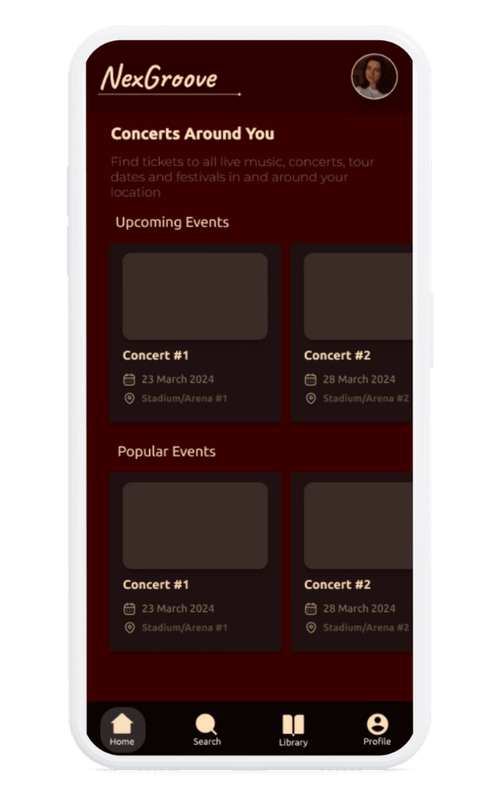 NexGroove
Concerts Around You
Find tickets to all live music, concerts, tour
dates and festivals in and around your
location
Upcoming Events
Concert #1
23 March 2024
Stadium/Arena #1
Concert #2
28 March 2024
Stadium/Arena #2
Popular Events
Concert #1
23 March 2024
Stadium/Arena #1
Concert #2
28 March 2024
Stadium/Arena #2
Home
Search
Library
Profile